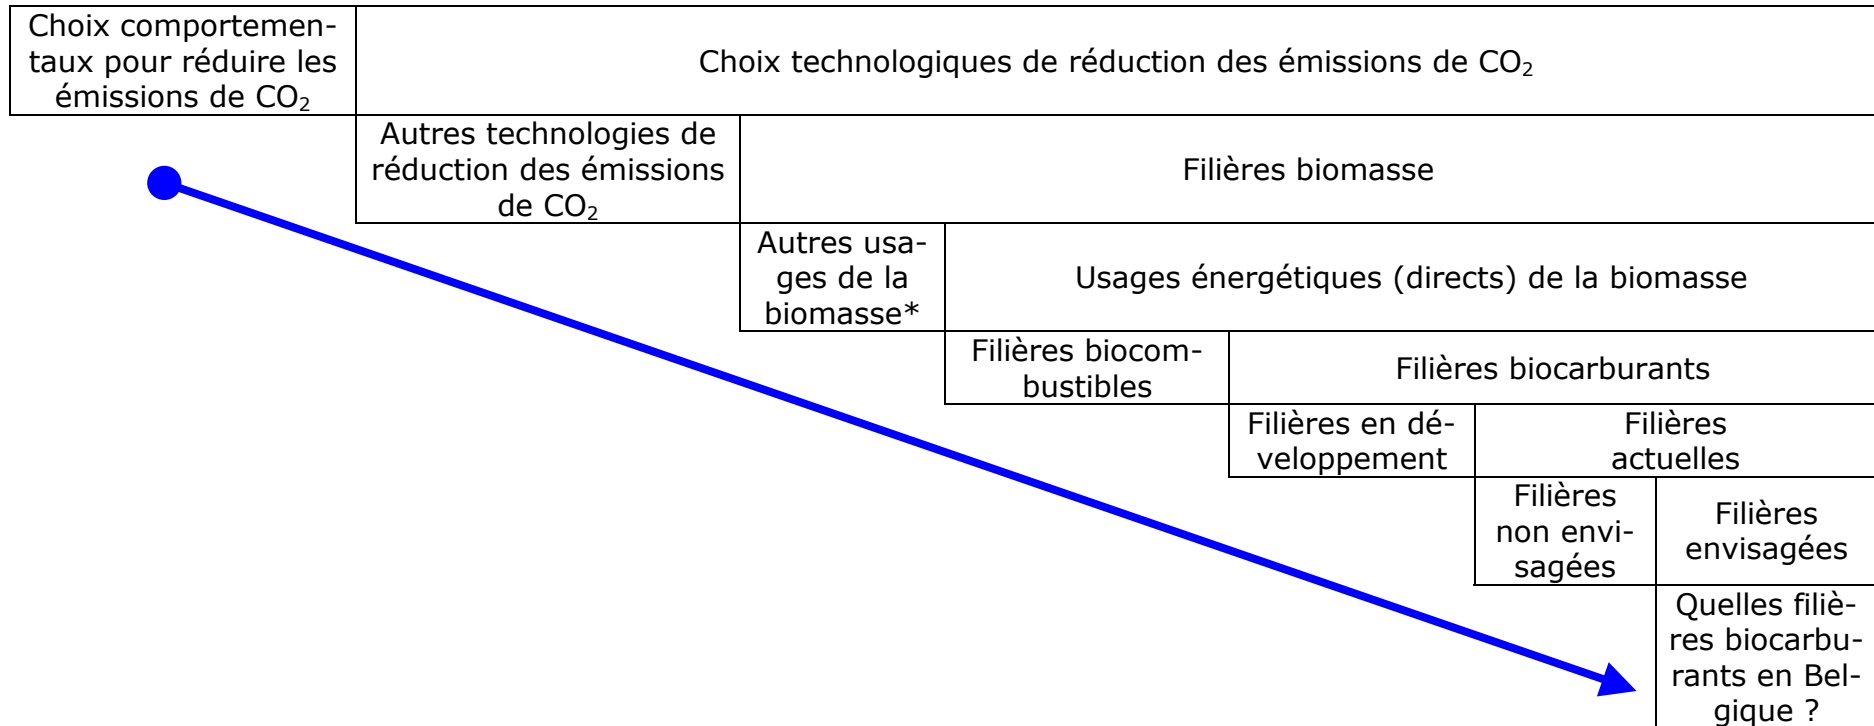 Choix comportemen-
taux pour réduire les
émissions de CO₂
Choix technologiques de réduction des émissions de CO₂
Autres technologies de
réduction des émissions
de CO₂
Filières biomasse
Autres usa-
ges de la
biomasse*
Usages énergétiques (directs) de la biomasse
Filières biocom-
bustibles
Filières biocarburants
Filières en dé-
veloppement
Filières
actuelles
Filières
non envi-
sagées
Filières
envisagées
Quelles filiè-
res biocarbu-
rants en Bel-
gique ?